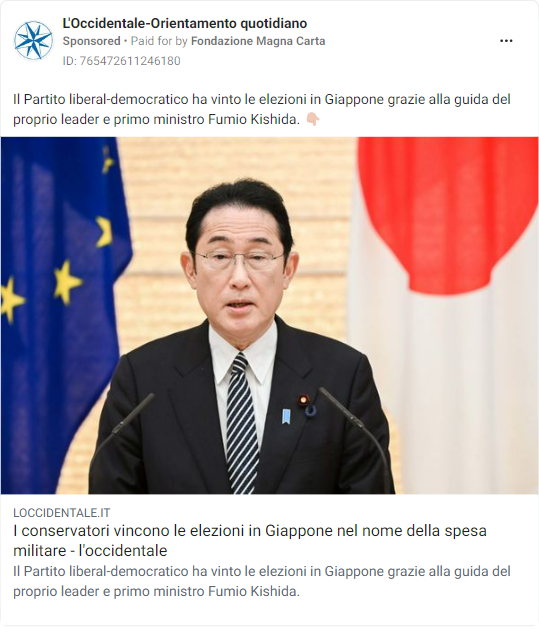 L'Occidentale-Orientamento quotidiano
Sponsored • Paid for by Fondazione Magna Carta
ID: 765472611246180
Il Partito liberal-democratico ha vinto le elezioni in Giappone grazie alla guida del
proprio leader e primo ministro Fumio Kishida. 👇🏻
LOCCIDENTALE.IT
I conservatori vincono le elezioni in Giappone nel nome della spesa
militare - l'occidentale
Il Partito liberal-democratico ha vinto le elezioni in Giappone grazie alla guida del
proprio leader e primo ministro Fumio Kishida.